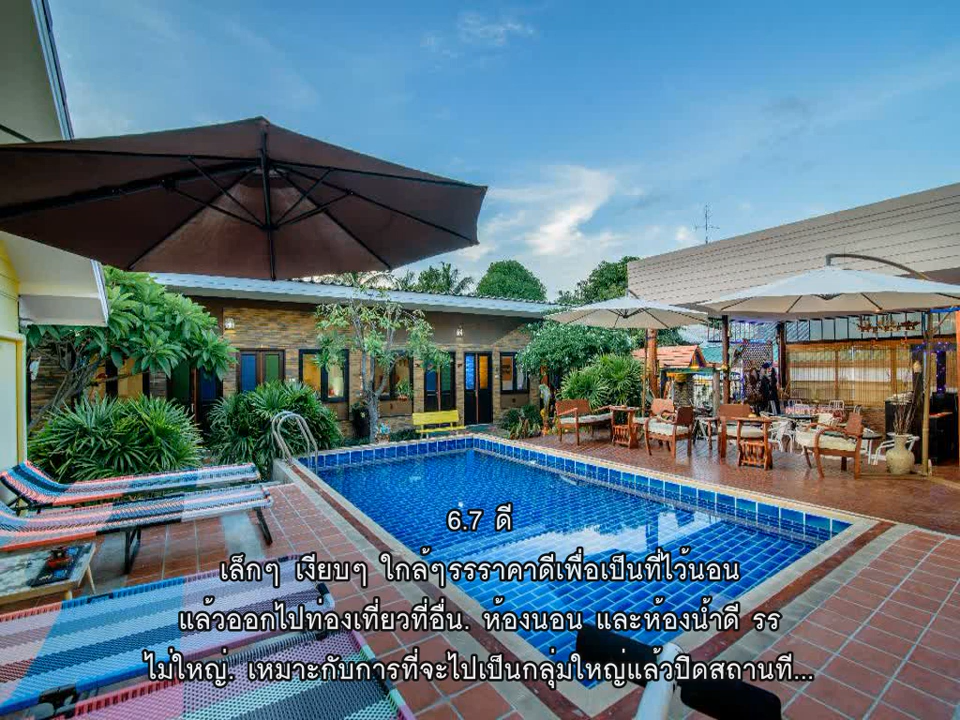 6.7 ดี
เล็กๆ เงียบๆ ใกล้ๆรรราคาดีเพื่อเป็นที่ไว้นอน
แล้วออกไปท่องเที่ยวที่อื่น. ห้องนอน และห้องน้ำดี รร
ไม่ใหญ่. เหมาะกับการที่จะไปเป็นกลุ่มใหญ่แล้วปิดสถานที...